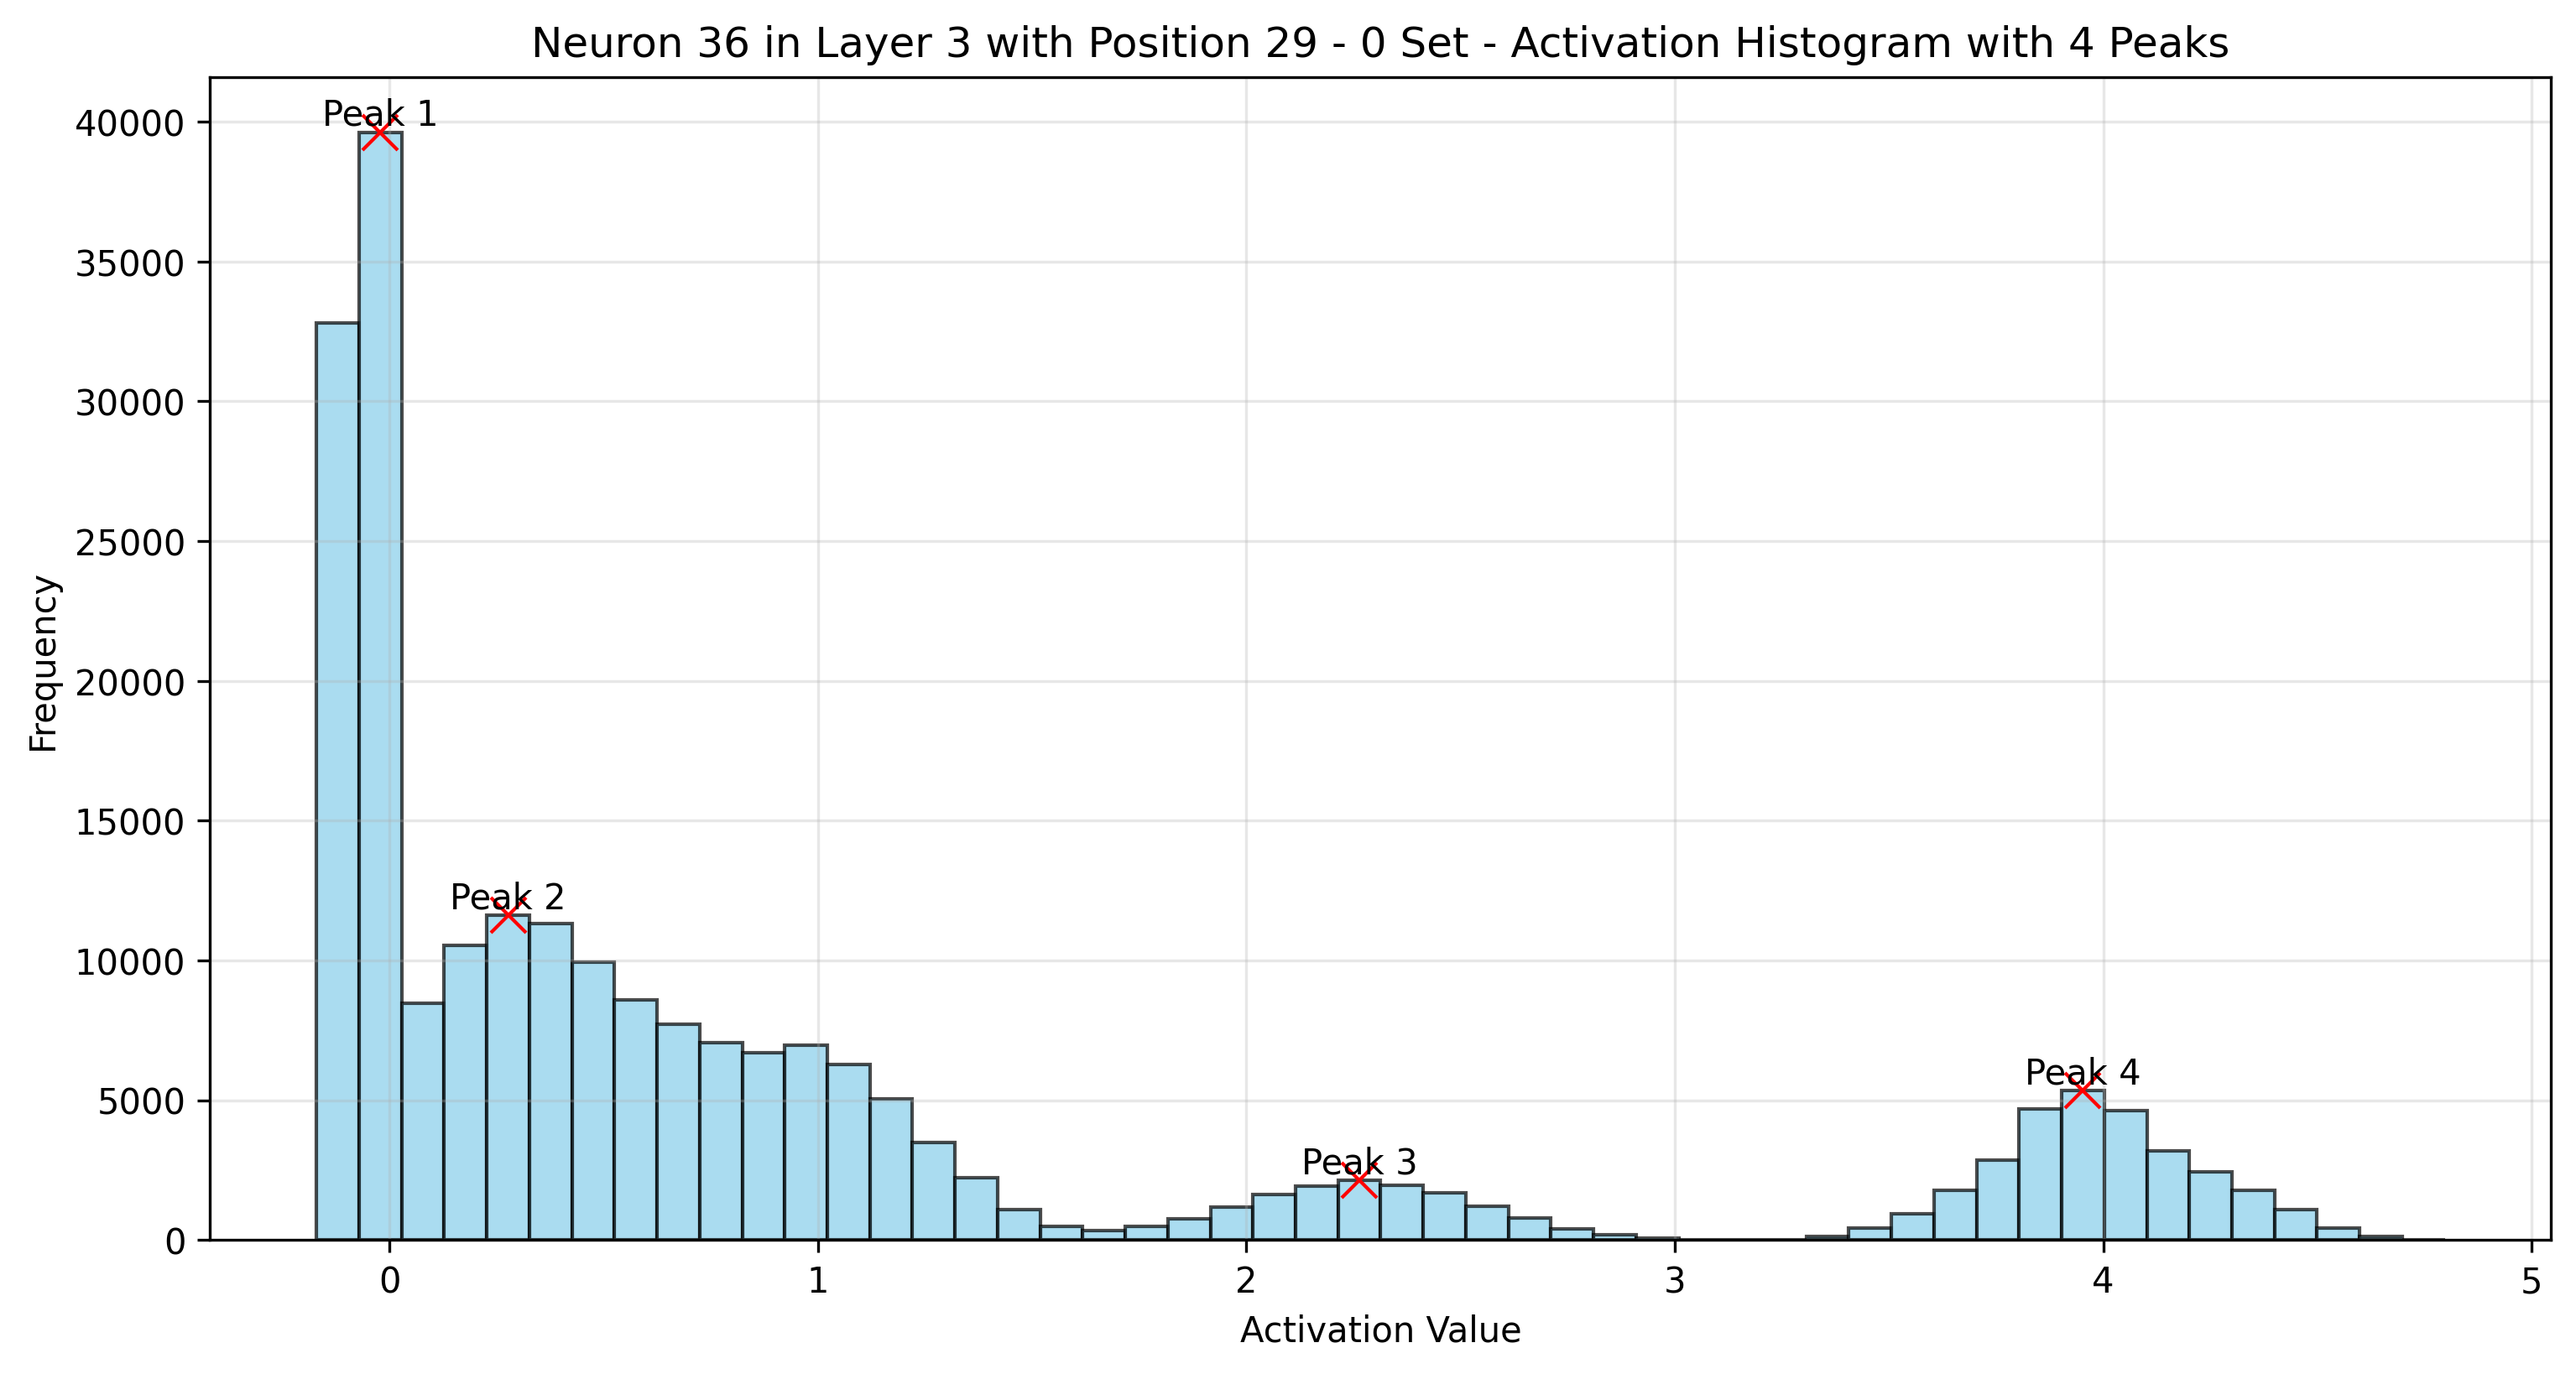 Neuron 36 in Layer 3 with Position 29 - 0 Set - Activation Histogram with 4 Peaks
Peak 1
40000
35000
30000
25000
20000
15000
10000
5000
0
Frequency
Peak 2
Peak 3
Peak 4
0 1 2 3 4 5
Activation Value